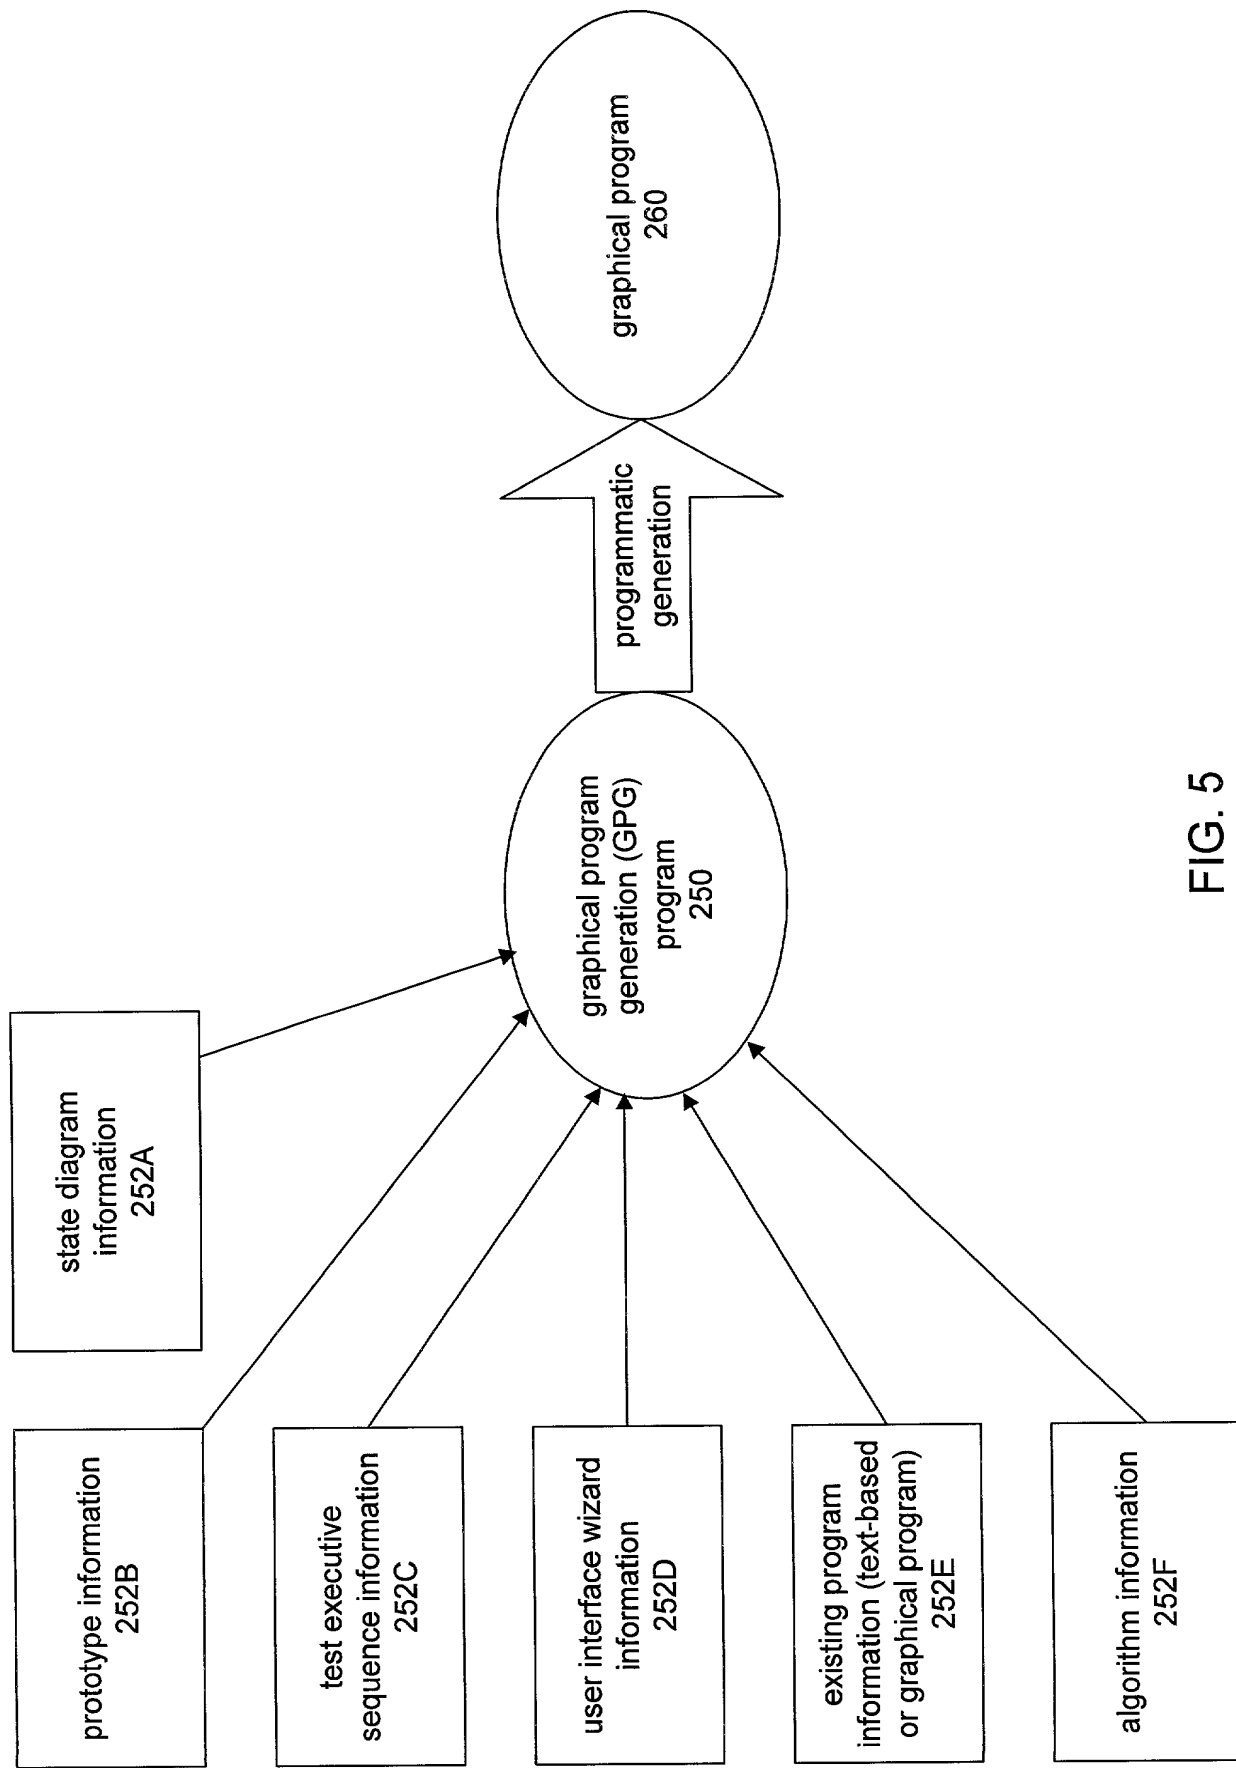 state diagram
information
252A
prototype information
252B
test executive
sequence information
252C
user interface wizard
information
252D
existing program
information (text-based
or graphical program)
252E
algorithm information
252F
graphical program
generation (GPG)
program
250
programmatic
generation
graphical program
260
FIG. 5